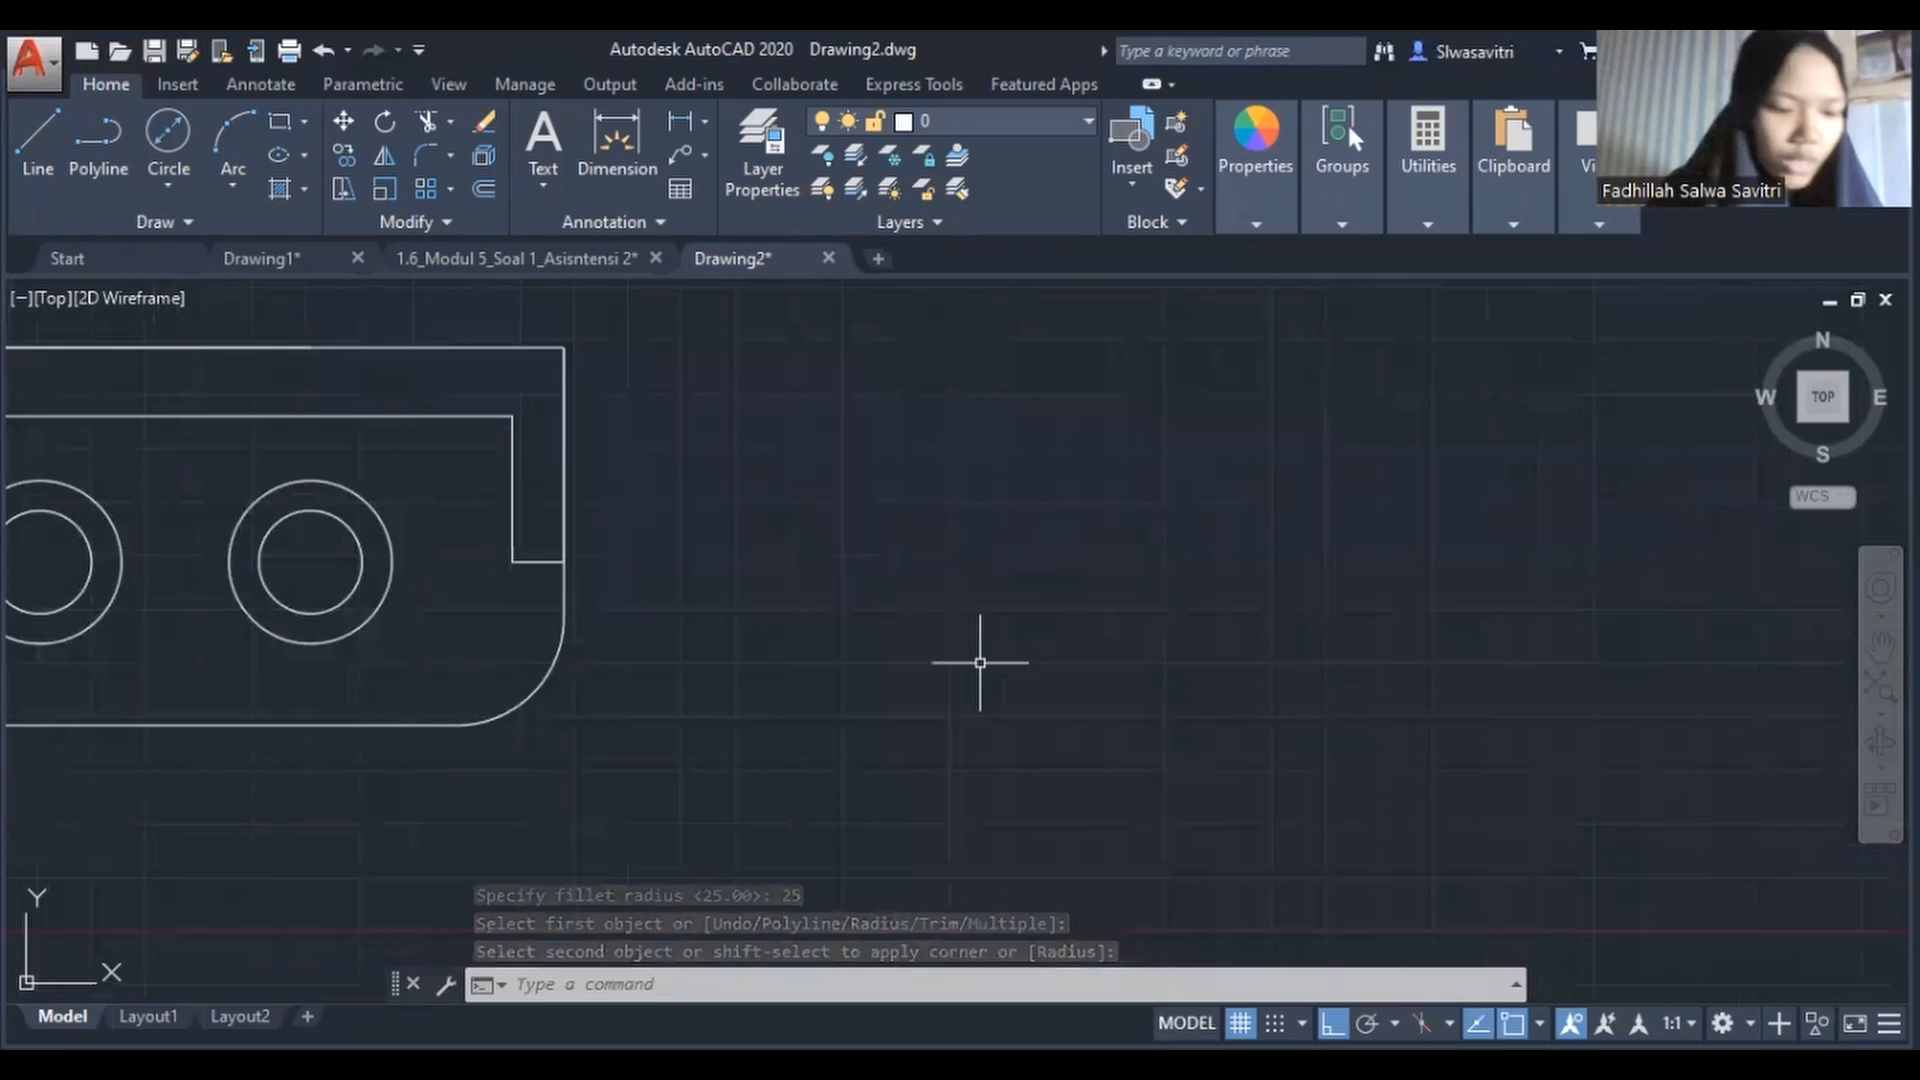 Autodesk AutoCAD 2020 Drawing2.dwg
Type a keyword or phrase
Slwasavitri
Home Insert Annotate Parametric View Manage Output Add-ins Collaborate Express Tools Featured Apps
0
Line Polyline Circle Arc
Text Dimension
Layer
Properties
Insert
Properties Groups Utilities Clipboard
Fadhillah Salwa Savitri
Draw Modify Annotation Layers Block
Start Drawing1* 1.6_Modul 5_Soal 1_Asisntensi 2* Drawing2*
[−][Top][2D Wireframe]
N
W TOP E
S
WCS
Y
X
Specify fillet radius <25.00>: 25
Select first object or [Undo/Polyline/Radius/Trim/Multiple]:
Select second object or shift-select to apply corner or [Radius]:
Type a command
Model Layout1 Layout2
MODEL 1:1